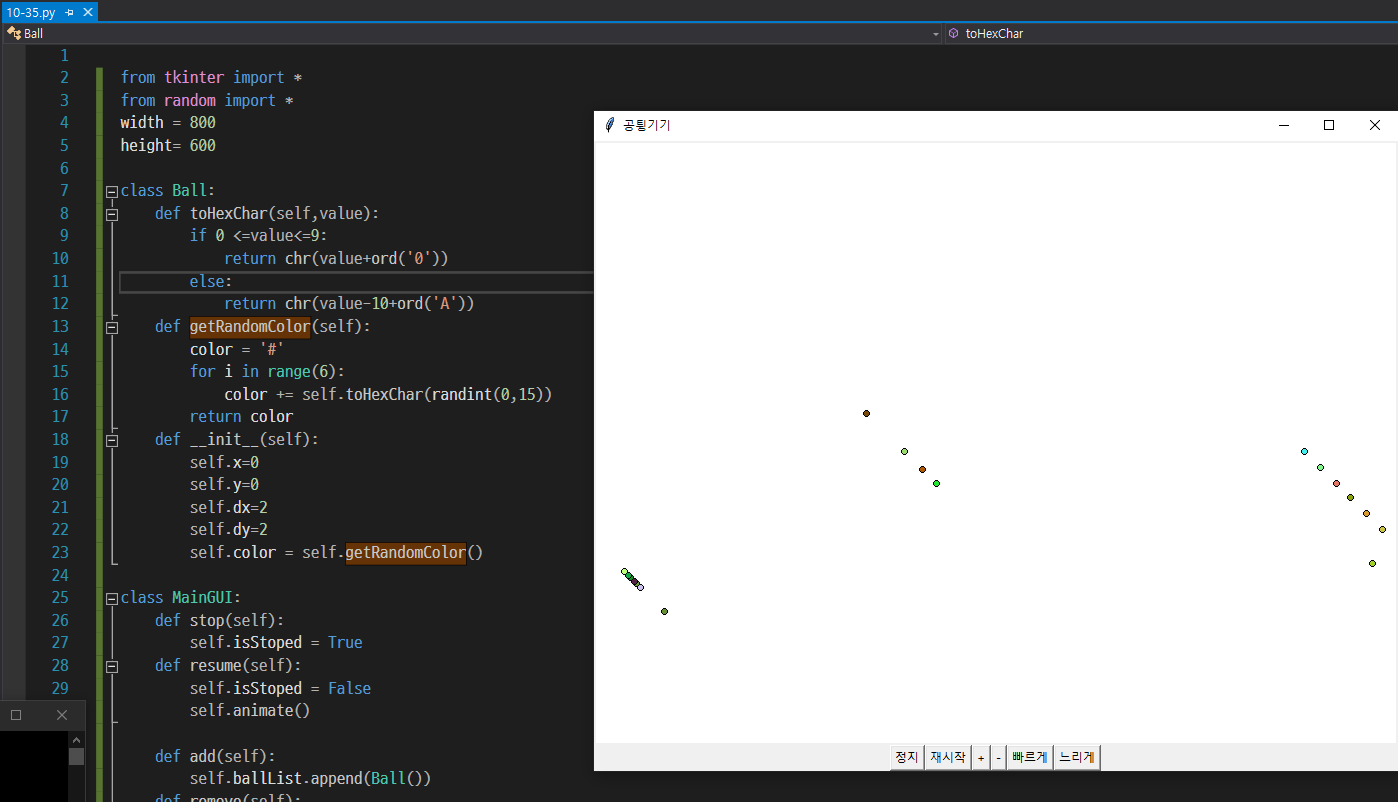 10-35.py
Ball
toHexChar
1
2 from tkinter import *
3 from random import *
4 width = 800
5 height= 600
6
7 class Ball:
8 def toHexChar(self,value):
9 if 0 <=value<=9:
10 return chr(value+ord('0'))
11 else:
12 return chr(value-10+ord('A'))
13 def getRandomColor(self):
14 color = '#'
15 for i in range(6):
16 color += self.toHexChar(randint(0,15))
17 return color
18 def __init__(self):
19 self.x=0
20 self.y=0
21 self.dx=2
22 self.dy=2
23 self.color = self.getRandomColor()
24
25 class MainGUI:
26 def stop(self):
27 self.isStoped = True
28 def resume(self):
29 self.isStoped = False
self.animate()
def add(self):
self.ballList.append(Ball())
def remove(self):
공튕기기
정지 재시작 + - 빠르게 느리게